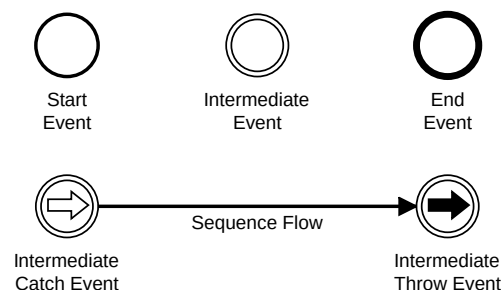 Start
Event
Intermediate
Event
End
Event
Sequence Flow
Intermediate
Catch Event
Intermediate
Throw Event